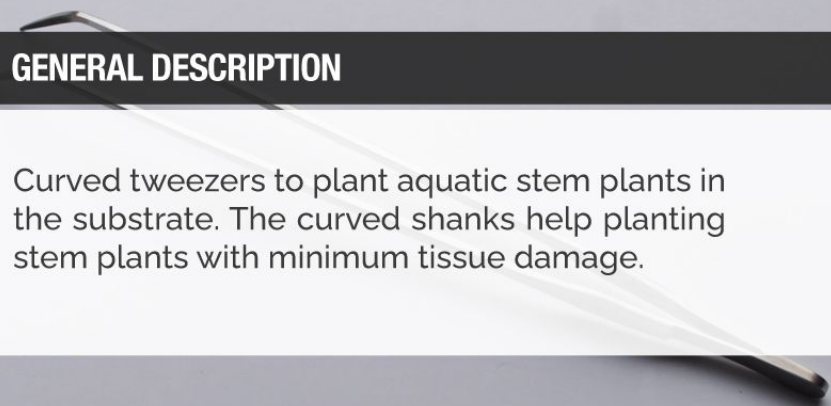 GENERAL DESCRIPTION
Curved tweezers to plant aquatic stem plants in
the substrate. The curved shanks help planting
stem plants with minimum tissue damage.